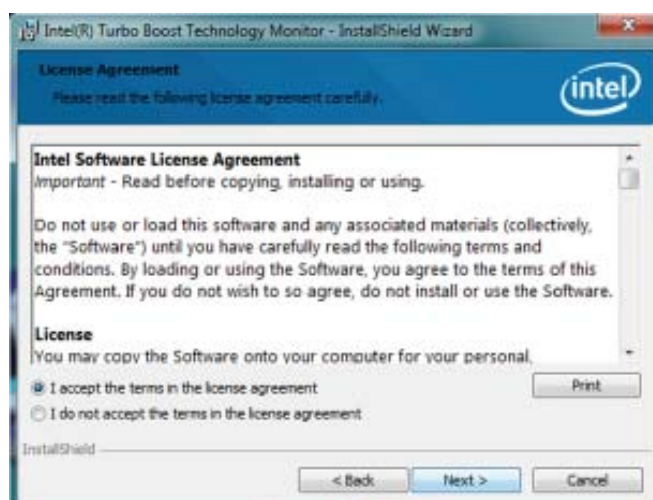 Intel(R) Turbo Boost Technology Monitor - InstallShield Wizard
License Agreement
Please read the following license agreement carefully.
intel
Intel Software License Agreement
Important - Read before copying, installing or using.
Do not use or load this software and any associated materials (collectively,
the "Software") until you have carefully read the following terms and
conditions. By loading or using the Software, you agree to the terms of this
Agreement. If you do not wish to so agree, do not install or use the Software.
License
You may copy the Software onto your computer for your personal,
I accept the terms in the license agreement
Print
I do not accept the terms in the license agreement
InstallShield
< Back
Next >
Cancel